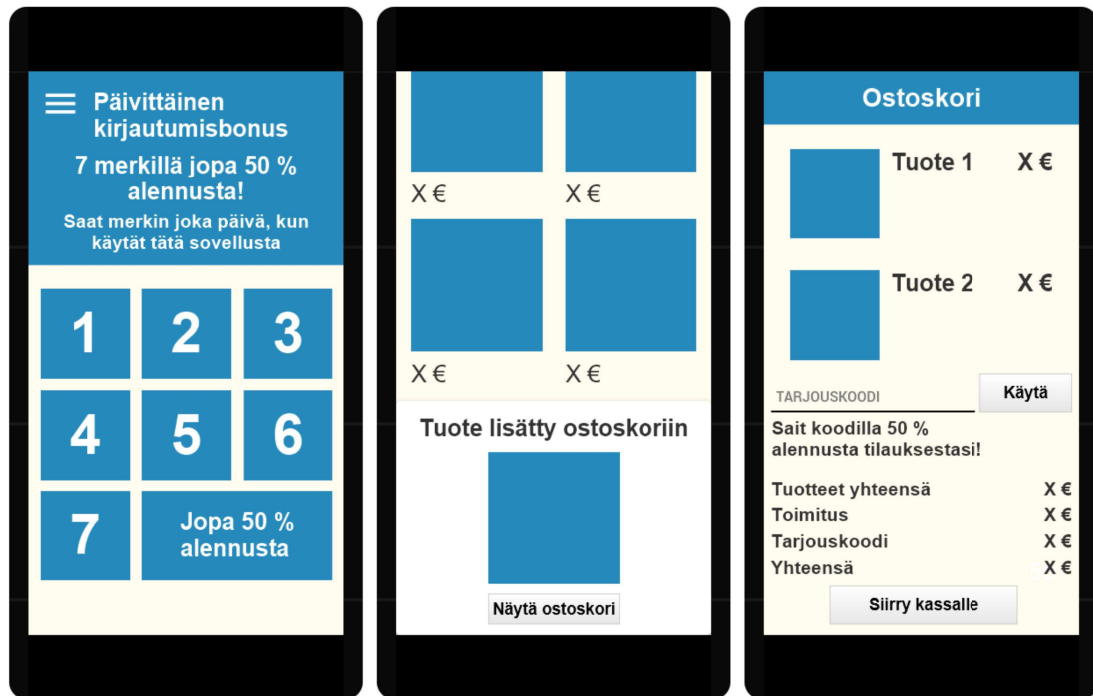 Päivittäinen
kirjautumisbonus
7 merkillä jopa 50 %
alennusta!
Saat merkin joka päivä, kun
käytät tätä sovellusta
1 2 3
4 5 6
7 Jopa 50 %
alennusta
X € X €
X € X €
Tuote lisätty ostoskoriin
Näytä ostoskori
Ostoskori
Tuote 1 X €
Tuote 2 X €
TARJOUSKOODI Käytä
Sait koodilla 50 %
alennusta tilauksestasi!
Tuotteet yhteensä X €
Toimitus X €
Tarjouskoodi X €
Yhteensä X €
Siirry kassalle